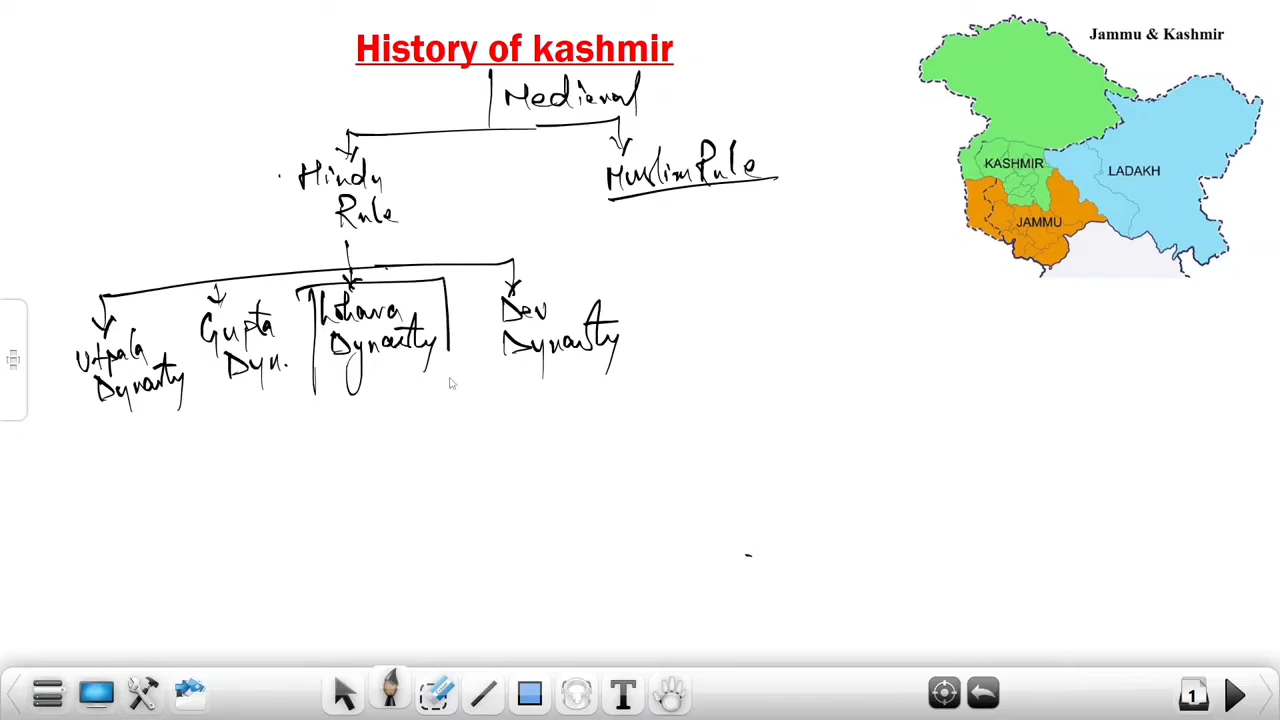 History of kashmir
Jammu & Kashmir
Medieval
Hindu
Rule
Muslim Rule
KASHMIR
LADAKH
JAMMU
Utpala
Dynasty
Gupta
Dyn.
Lohara
Dynasty
Dev
Dynasty
T
1